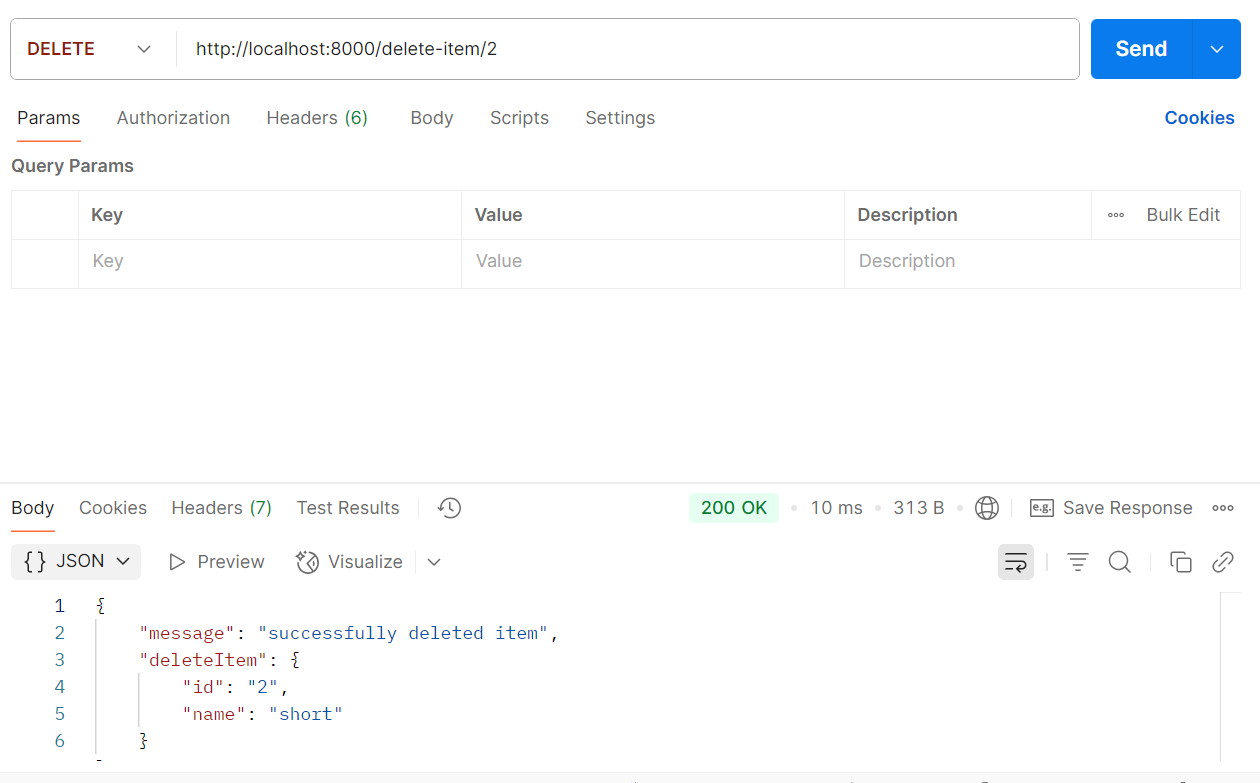 DELETE http://localhost:8000/delete-item/2 Send
Params Authorization Headers (6) Body Scripts Settings Cookies
Query Params
Key Value Description Bulk Edit
Key Value Description
Body Cookies Headers (7) Test Results 200 OK 10 ms 313 B e.g. Save Response
{} JSON Preview Visualize
1 {
2 "message": "successfully deleted item",
3 "deleteItem": {
4 "id": "2",
5 "name": "short"
6 }